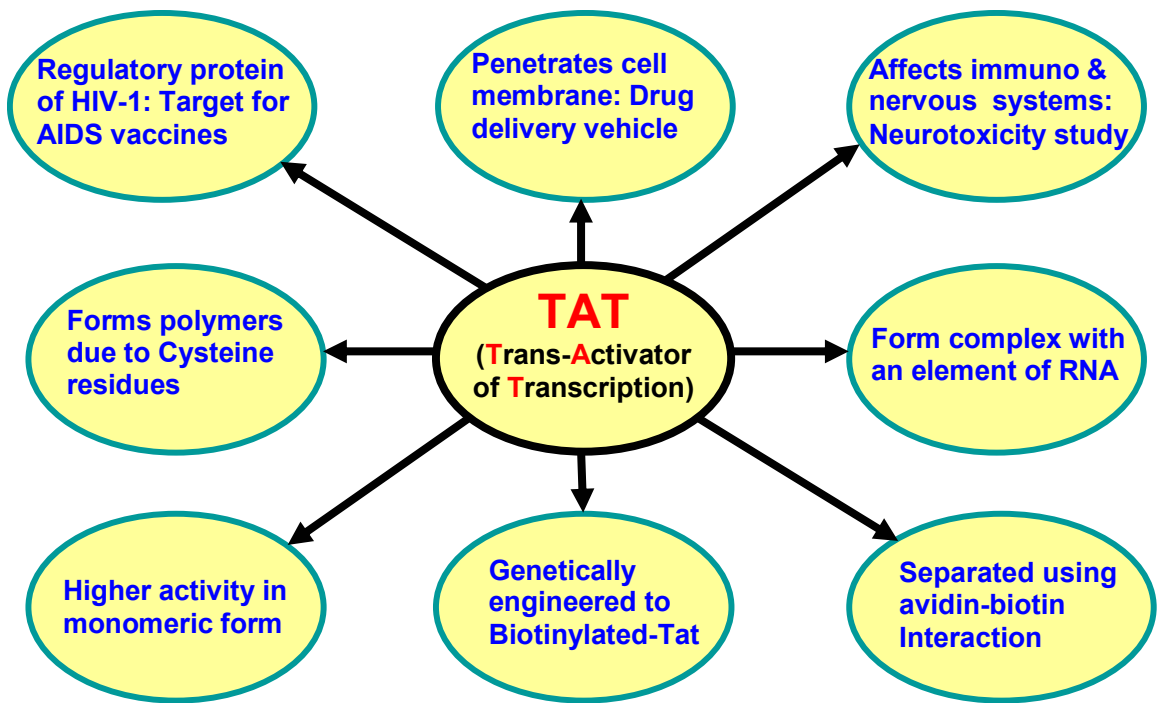 Regulatory protein
of HIV-1: Target for
AIDS vaccines
Penetrates cell
membrane: Drug
delivery vehicle
Affects immuno &
nervous systems:
Neurotoxicity study
Forms polymers
due to Cysteine
residues
TAT
(Trans-Activator
of Transcription)
Form complex with
an element of RNA
Higher activity in
monomeric form
Genetically
engineered to
Biotinylated-Tat
Separated using
avidin-biotin
Interaction